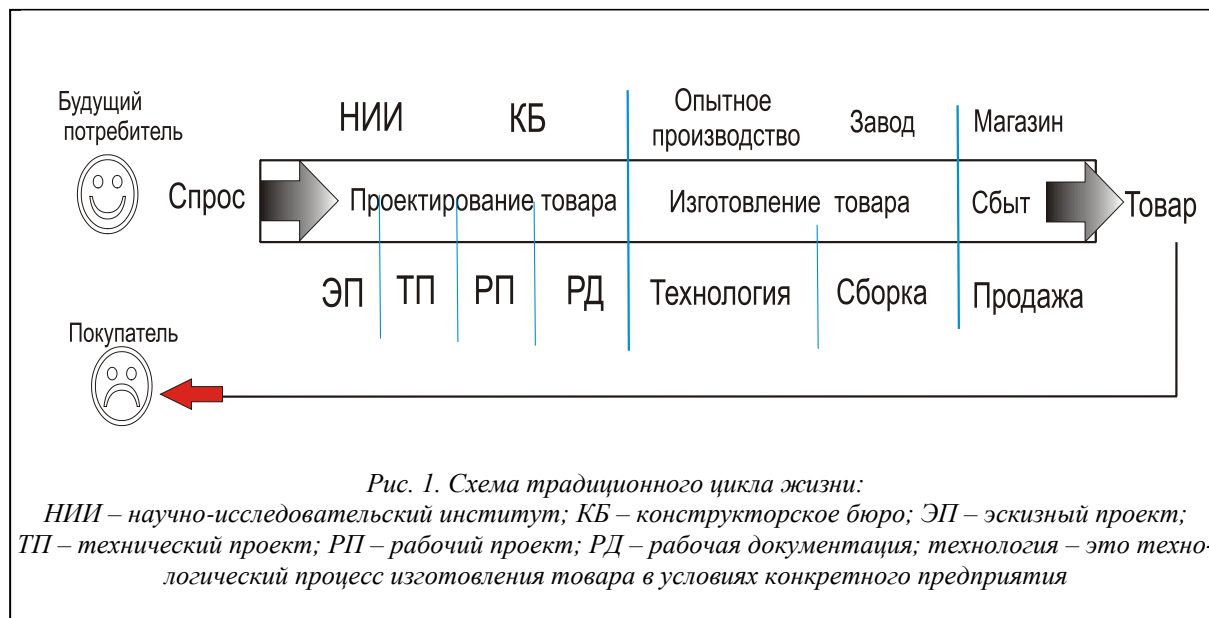 Будущий
потребитель
НИИ
КБ
Опытное
производство
Завод
Магазин
Спрос
Проектирование товара
Изготовление товара
Сбыт
Товар
ЭП
ТП
РП
РД
Технология
Сборка
Продажа
Покупатель
Рис. 1. Схема традиционного цикла жизни:
НИИ – научно-исследовательский институт; КБ – конструкторское бюро; ЭП – эскизный проект;
ТП – технический проект; РП – рабочий проект; РД – рабочая документация; технология – это техно-
логический процесс изготовления товара в условиях конкретного предприятия